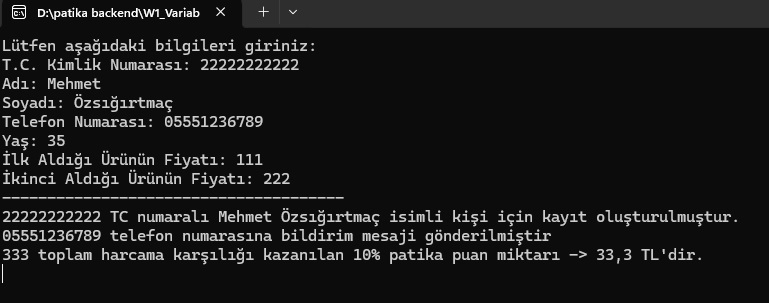 D:\patika backend\W1_Variab
Lütfen aşağıdaki bilgileri giriniz:
T.C. Kimlik Numarası: 22222222222
Adı: Mehmet
Soyadı: Özsığırtmaç
Telefon Numarası: 05551236789
Yaş: 35
İlk Aldığı Ürünün Fiyatı: 111
İkinci Aldığı Ürünün Fiyatı: 222
--------------------------------------
22222222222 TC numaralı Mehmet Özsığırtmaç isimli kişi için kayıt oluşturulmuştur.
05551236789 telefon numarasına bildirim mesaji gönderilmiştir
333 toplam harcama karşılığı kazanılan 10% patika puan miktarı -> 33,3 TL'dir.